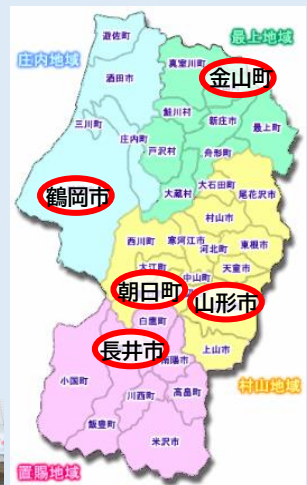 遊佐町
最上地域
庄内地域
真室川町
金山町
酒田市
鮭川村
三川町
新庄市
庄内町
最上町
戸沢村
舟形町
大蔵村
大石田町
尾花沢市
鶴岡市
村山市
西川町
寒河江市
東根市
河北町
大江町
天童市
中山町
朝日町
山形市
白鷹町
長井市
南陽市
上山市
小国町
高畠町
川西町
村山地域
飯豊町
米沢市
置賜地域